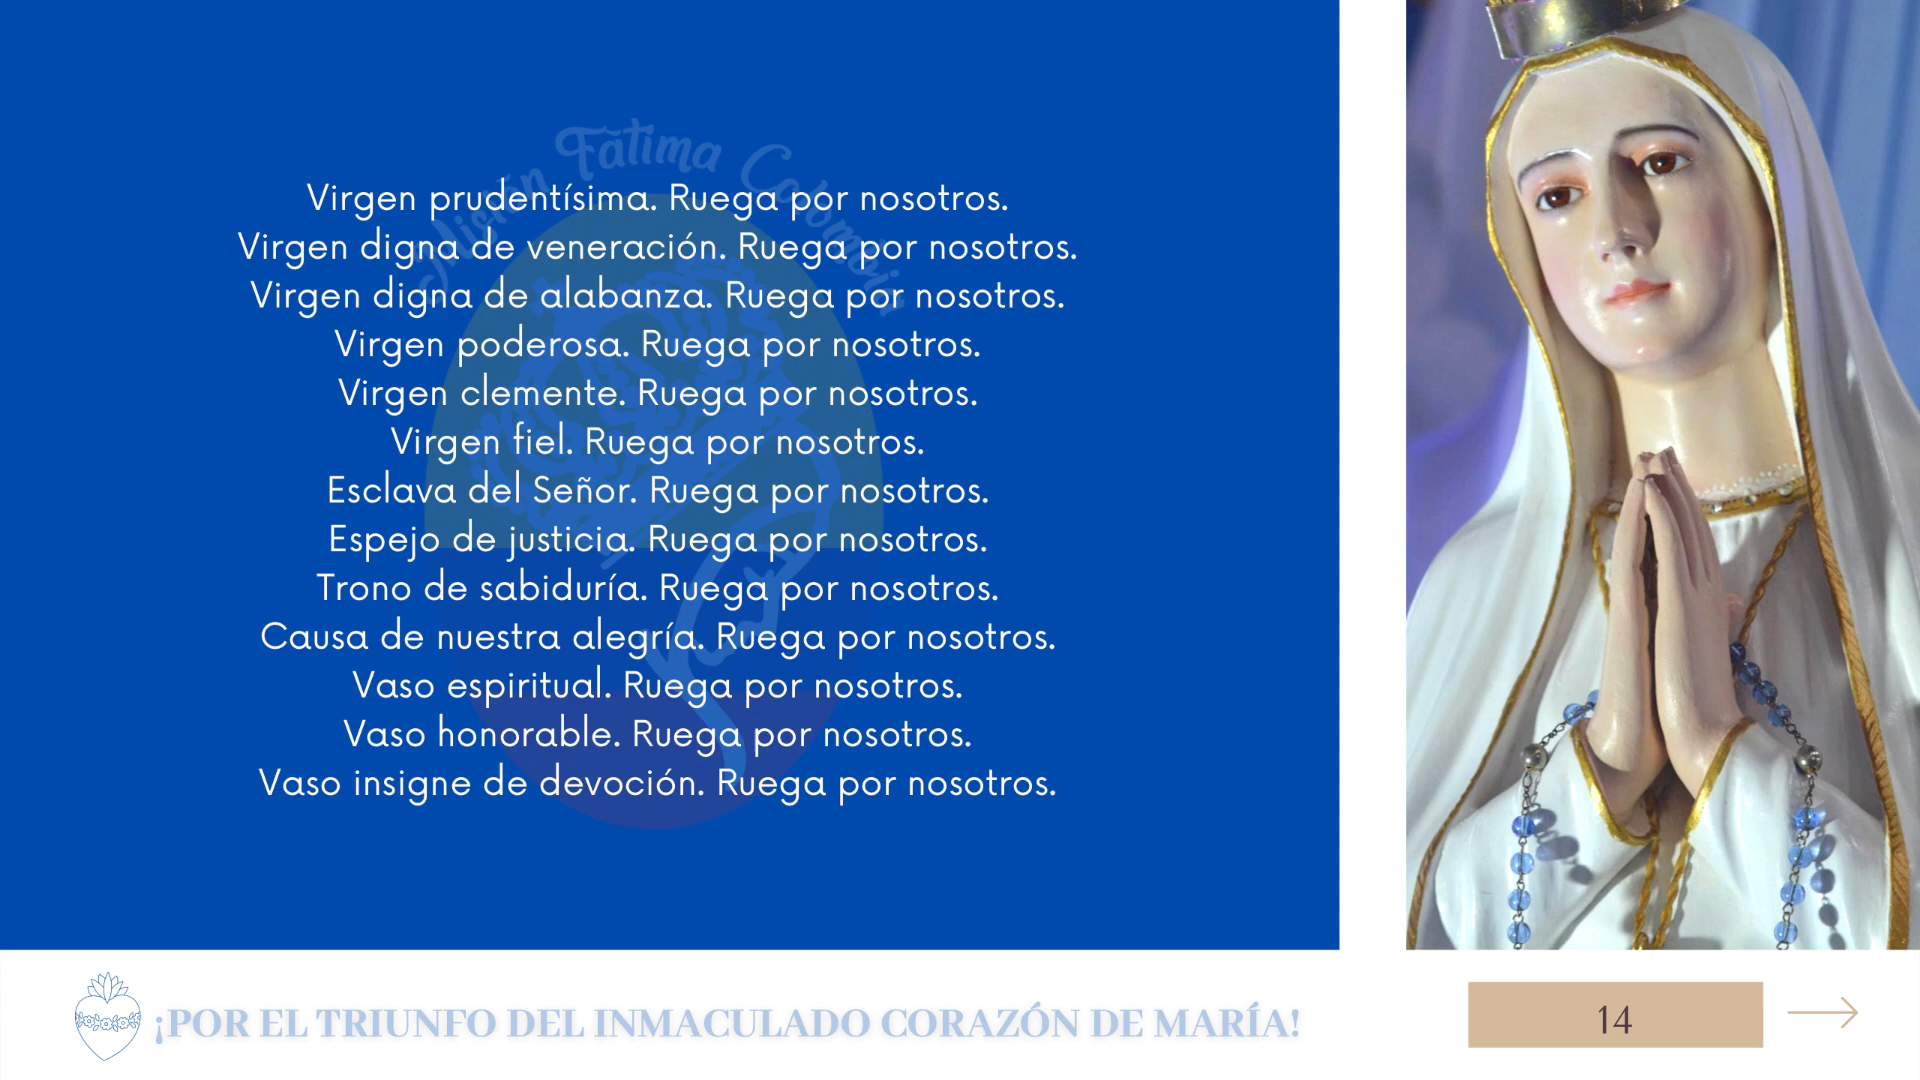 Misión Fátima Colombia
Virgen prudentísima. Ruega por nosotros.
Virgen digna de veneración. Ruega por nosotros.
Virgen digna de alabanza. Ruega por nosotros.
Virgen poderosa. Ruega por nosotros.
Virgen clemente. Ruega por nosotros.
Virgen fiel. Ruega por nosotros.
Esclava del Señor. Ruega por nosotros.
Espejo de justicia. Ruega por nosotros.
Trono de sabiduría. Ruega por nosotros.
Causa de nuestra alegría. Ruega por nosotros.
Vaso espiritual. Ruega por nosotros.
Vaso honorable. Ruega por nosotros.
Vaso insigne de devoción. Ruega por nosotros.
¡POR EL TRIUNFO DEL INMACULADO CORAZÓN DE MARÍA!
14